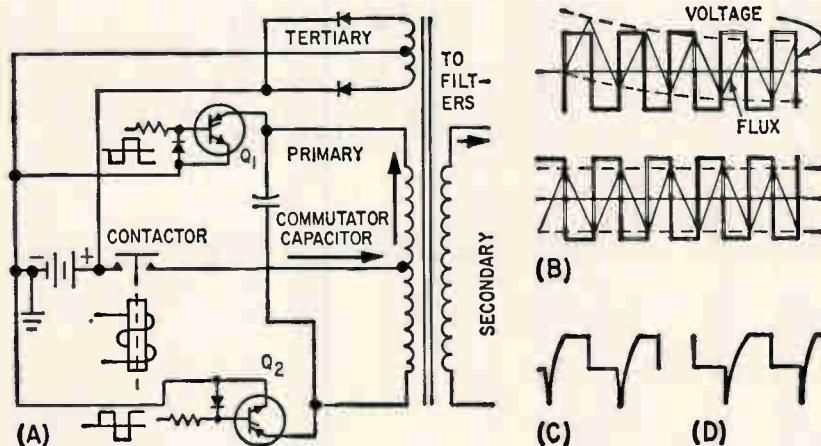 TERTIARY
TO
FILT-
ERS
Q1
PRIMARY
CONTACTOR
COMMUTATOR
CAPACITOR
- +
SECONDARY
Q2
(A)
VOLTAGE
FLUX
(B)
(C)
(D)